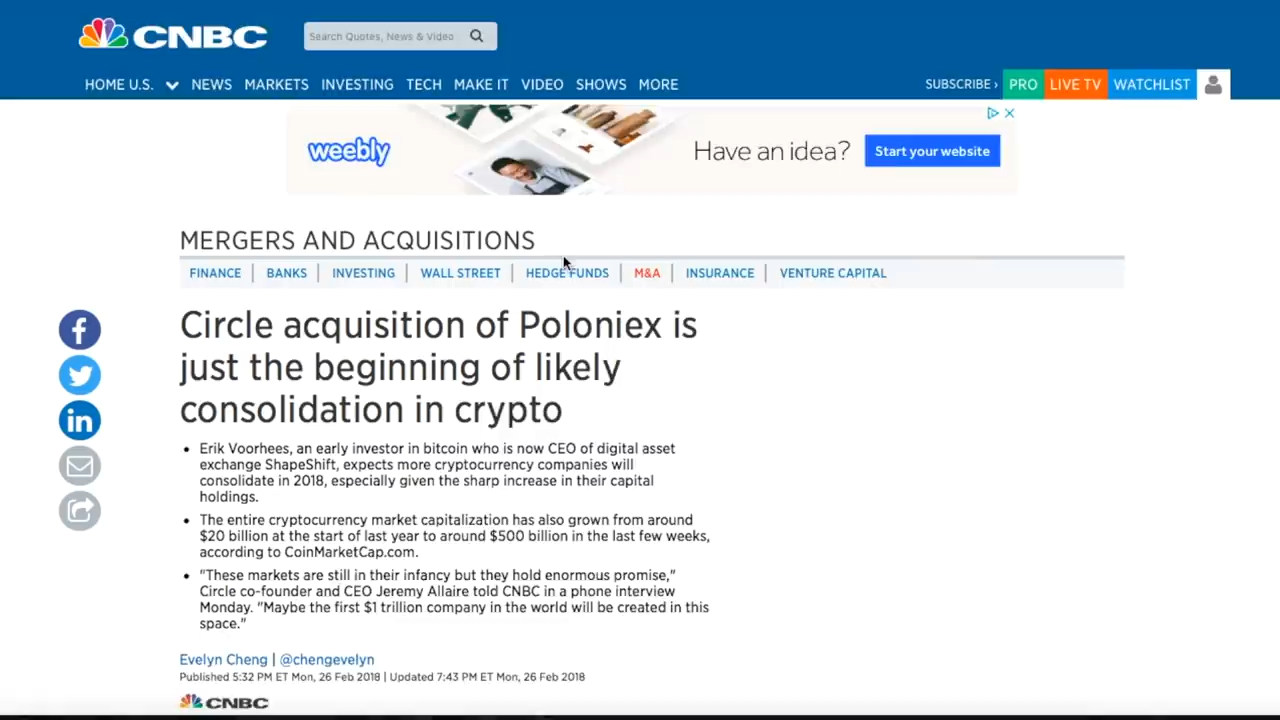 CNBC
Search Quotes, News & Video
HOME U.S. NEWS MARKETS INVESTING TECH MAKE IT VIDEO SHOWS MORE SUBSCRIBE › PRO LIVE TV WATCHLIST
weebly Have an idea? Start your website
MERGERS AND ACQUISITIONS
FINANCE | BANKS | INVESTING | WALL STREET | HEDGE FUNDS | M&A | INSURANCE | VENTURE CAPITAL
Circle acquisition of Poloniex is
just the beginning of likely
consolidation in crypto
• Erik Voorhees, an early investor in bitcoin who is now CEO of digital asset
exchange ShapeShift, expects more cryptocurrency companies will
consolidate in 2018, especially given the sharp increase in their capital
holdings.
• The entire cryptocurrency market capitalization has also grown from around
$20 billion at the start of last year to around $500 billion in the last few weeks,
according to CoinMarketCap.com.
• "These markets are still in their infancy but they hold enormous promise,"
Circle co-founder and CEO Jeremy Allaire told CNBC in a phone interview
Monday. "Maybe the first $1 trillion company in the world will be created in this
space."
Evelyn Cheng | @chengevelyn
Published 5:32 PM ET Mon, 26 Feb 2018 | Updated 7:43 PM ET Mon, 26 Feb 2018
CNBC